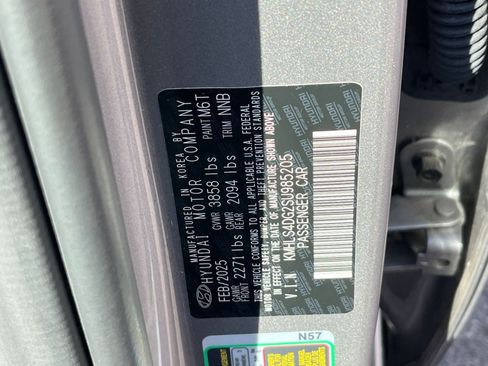 MANUFACTURED IN KOREA BY
HYUNDAI MOTOR COMPANY
FEB/2025 GVWR 3858 lbs PAINT M6T
GAWR FRONT 2271 lbs GAWR REAR 2094 lbs TRIM NNB
THIS VEHICLE CONFORMS TO ALL APPLICABLE U.S.A. FEDERAL
MOTOR VEHICLE SAFETY, BUMPER, AND THEFT PREVENTION STANDARDS
IN EFFECT ON THE DATE OF MANUFACTURE SHOWN ABOVE.
V.I.N KMHLS4DG2SU985205
PASSENGER CAR
HYUNDAI
N57